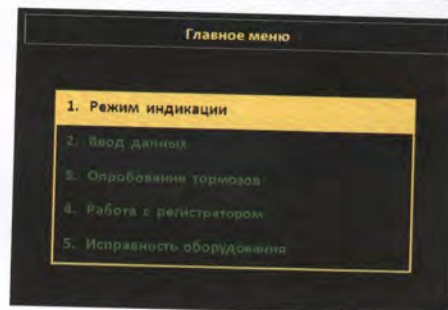 Главное меню
1. Режим индикации
2. Ввод данных
3. Опробование тормозов
4. Работа с регистратором
5. Исправность оборудования